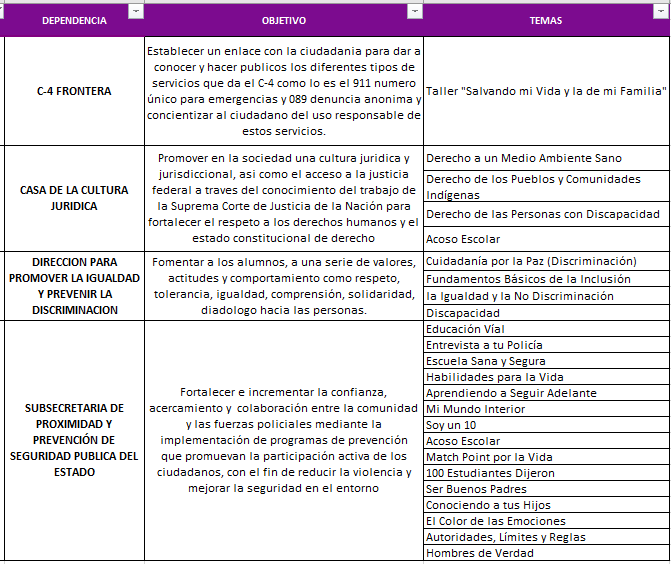 DEPENDENCIA
OBJETIVO
TEMAS
C-4 FRONTERA
Establecer un enlace con la ciudadania para dar a
conocer y hacer publicos los diferentes tipos de
servicios que da el C-4 como lo es el 911 numero
único para emergencias y 089 denuncia anonima y
concientizar al ciudadano del uso responsable de
estos servicios.
Taller "Salvando mi Vida y la de mi Familia"
CASA DE LA CULTURA
JURIDICA
Promover en la sociedad una cultura juridica y
jurisdiccional, asi como el acceso a la justicia
federal a traves del conocimiento del trabajo de
la Suprema Corte de Justicia de la Nación para
fortalecer el respeto a los derechos humanos y el
estado constitucional de derecho
Derecho a un Medio Ambiente Sano
Derecho de los Pueblos y Comunidades
Indígenas
Derecho de las Personas con Discapacidad
Acoso Escolar
DIRECCION PARA
PROMOVER LA IGUALDAD
Y PREVENIR LA
DISCRIMINACION
Fomentar a los alumnos, a una serie de valores,
actitudes y comportamiento como respeto,
tolerancia, igualdad, comprensión, solidaridad,
diadologo hacia las personas.
Cuidadanía por la Paz (Discriminación)
Fundamentos Básicos de la Inclusión
la Igualdad y la No Discriminación
Discapacidad
SUBSECRETARIA DE
PROXIMIDAD Y
PREVENCIÓN DE
SEGURIDAD PUBLICA DEL
ESTADO
Fortalecer e incrementar la confianza,
acercamiento y colaboración entre la comunidad
y las fuerzas policiales mediante la
implementación de programas de prevención
que promuevan la participación activa de los
ciudadanos, con el fin de reducir la violencia y
mejorar la seguridad en el entorno
Educación Víal
Entrevista a tu Policía
Escuela Sana y Segura
Habilidades para la Vida
Aprendiendo a Seguir Adelante
Mi Mundo Interior
Soy un 10
Acoso Escolar
Match Point por la Vida
100 Estudiantes Dijeron
Ser Buenos Padres
Conociendo a tus Hijos
El Color de las Emociones
Autoridades, Límites y Reglas
Hombres de Verdad